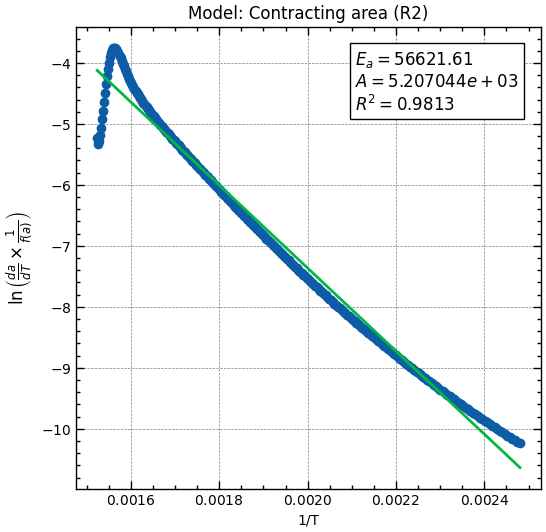 Model: Contracting area (R2)
E_a = 56621.61
A = 5.207044e + 03
R^2 = 0.9813
−4
−5
−6
−7
−8
−9
−10
ln(da/dT × 1/f(a))
0.0016 0.0018 0.0020 0.0022 0.0024
1/T